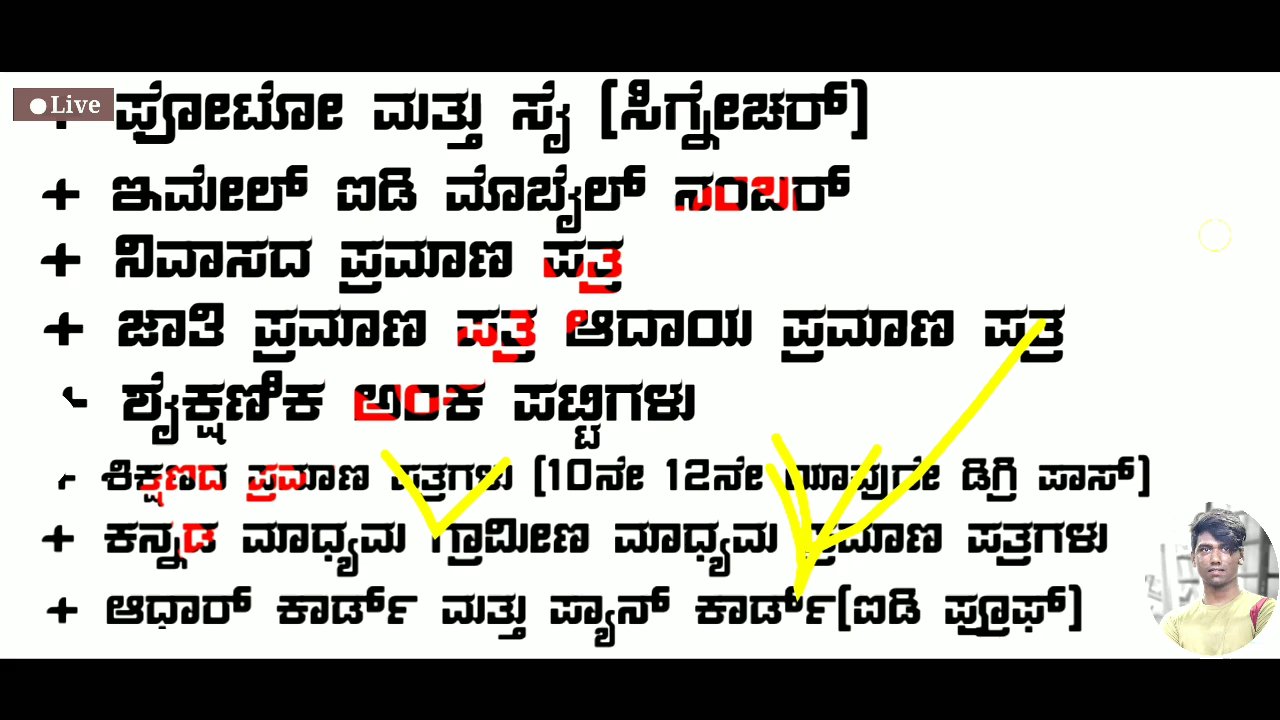 Live
+ ಫೋಟೋ ಮತ್ತು ಸೈ [ಸಿಗ್ನೇಚರ್]
+ ಇಮೇಲ್ ಐಡಿ ಮೊಬೈಲ್ ನಂಬರ್
+ ನಿವಾಸದ ಪ್ರಮಾಣ ಪತ್ರ
+ ಜಾತಿ ಪ್ರಮಾಣ ಪತ್ರ ಆದಾಯ ಪ್ರಮಾಣ ಪತ್ರ
+ ಶೈಕ್ಷಣಿಕ ಅಂಕ ಪಟ್ಟಿಗಳು
+ ಶಿಕ್ಷಣದ ಪ್ರಮಾಣ ಪತ್ರಗಳು (10ನೇ 12ನೇ ಯಾವುದೇ ಡಿಗ್ರಿ ಪಾಸ್)
+ ಕನ್ನಡ ಮಾಧ್ಯಮ ಗ್ರಾಮೀಣ ಮಾಧ್ಯಮ ಪ್ರಮಾಣ ಪತ್ರಗಳು
+ ಆಧಾರ್ ಕಾರ್ಡ್ ಮತ್ತು ಪ್ಯಾನ್ ಕಾರ್ಡ್(ಐಡಿ ಪ್ರೂಫ್)